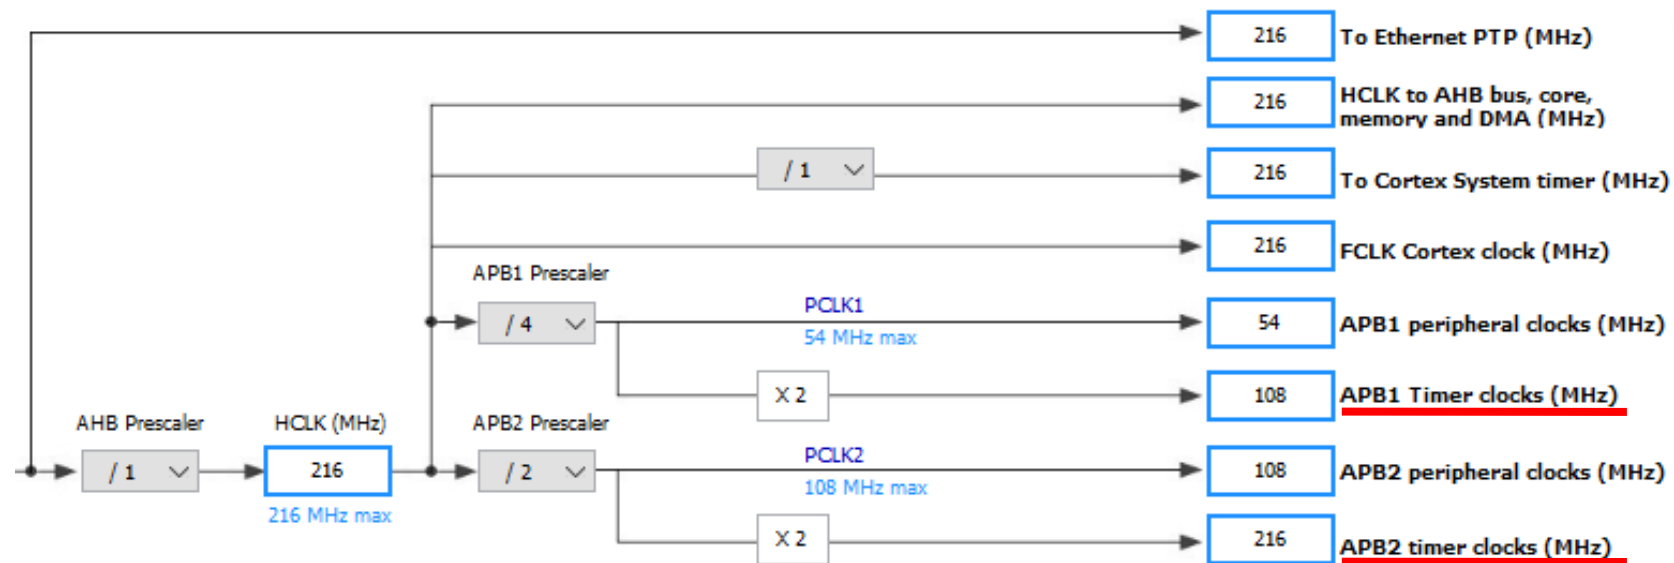 216
To Ethernet PTP (MHz)
216
HCLK to AHB bus, core,
memory and DMA (MHz)
/ 1
216
To Cortex System timer (MHz)
216
FCLK Cortex clock (MHz)
APB1 Prescaler
/ 4
PCLK1
54 MHz max
54
APB1 peripheral clocks (MHz)
X 2
108
APB1 Timer clocks (MHz)
AHB Prescaler
HCLK (MHz)
APB2 Prescaler
/ 1
216
216 MHz max
/ 2
PCLK2
108 MHz max
108
APB2 peripheral clocks (MHz)
X 2
216
APB2 timer clocks (MHz)